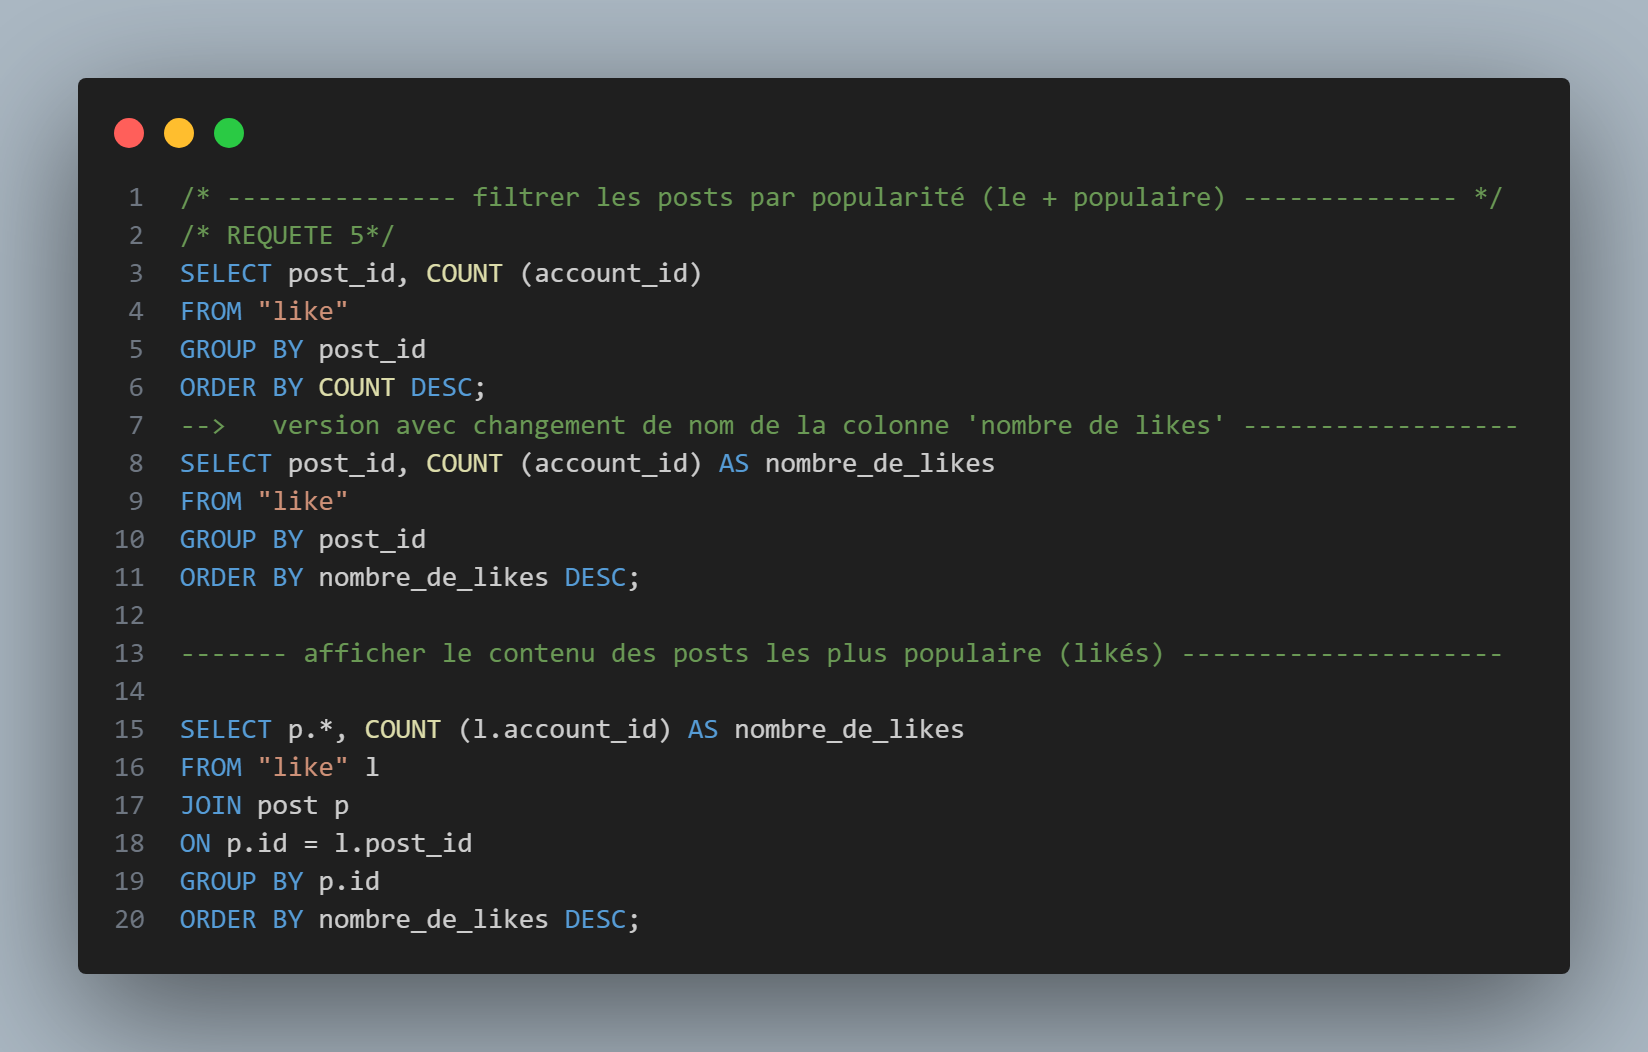 1 /* --------------- filtrer les posts par popularité (le + populaire) -------------- */
2 /* REQUETE 5*/
3 SELECT post_id, COUNT (account_id)
4 FROM "like"
5 GROUP BY post_id
6 ORDER BY COUNT DESC;
7 -->   version avec changement de nom de la colonne 'nombre de likes' ------------------
8 SELECT post_id, COUNT (account_id) AS nombre_de_likes
9 FROM "like"
10 GROUP BY post_id
11 ORDER BY nombre_de_likes DESC;
12
13 ------- afficher le contenu des posts les plus populaire (likés) ---------------------
14
15 SELECT p.*, COUNT (l.account_id) AS nombre_de_likes
16 FROM "like" l
17 JOIN post p
18 ON p.id = l.post_id
19 GROUP BY p.id
20 ORDER BY nombre_de_likes DESC;